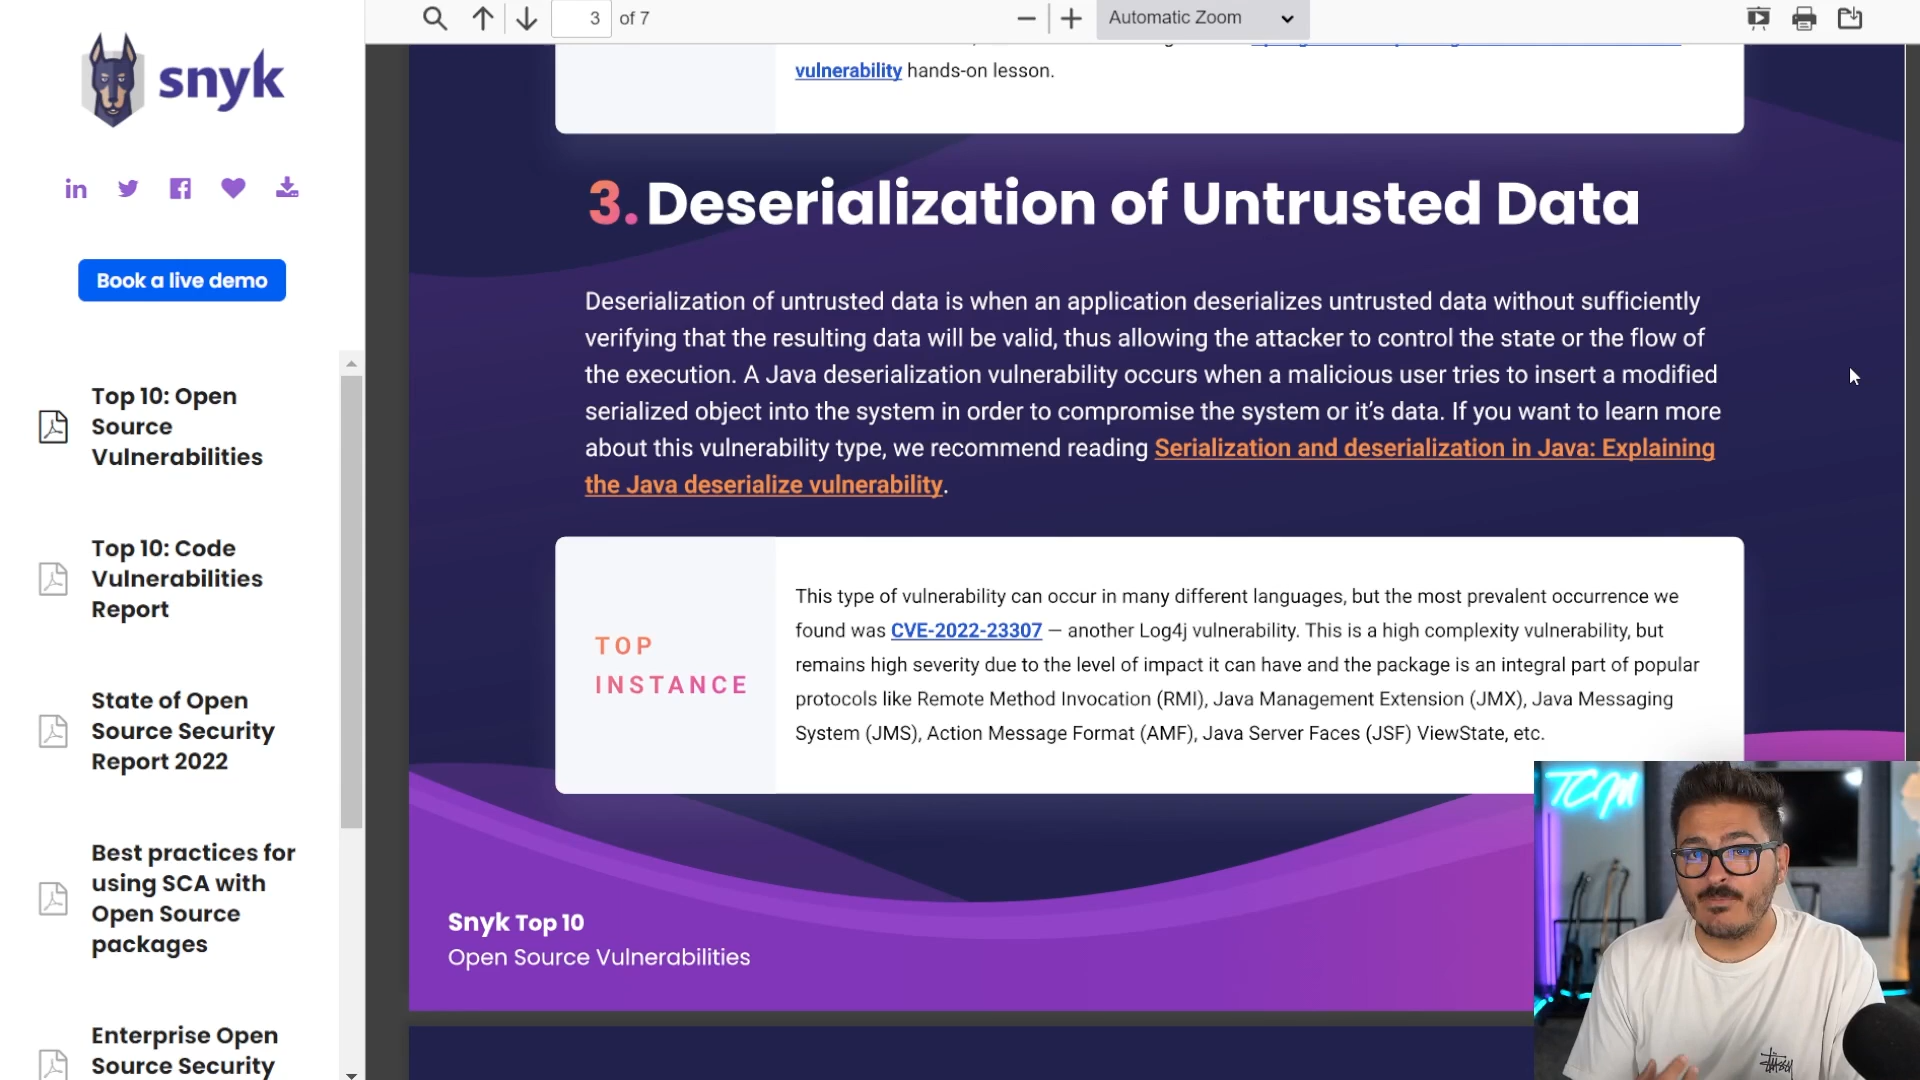 snyk
Book a live demo
Top 10: Open
Source
Vulnerabilities
Top 10: Code
Vulnerabilities
Report
State of Open
Source Security
Report 2022
Best practices for
using SCA with
Open Source
packages
Enterprise Open
Source Security
3 of 7
Automatic Zoom
vulnerability hands-on lesson.
3. Deserialization of Untrusted Data
Deserialization of untrusted data is when an application deserializes untrusted data without sufficiently
verifying that the resulting data will be valid, thus allowing the attacker to control the state or the flow of
the execution. A Java deserialization vulnerability occurs when a malicious user tries to insert a modified
serialized object into the system in order to compromise the system or it's data. If you want to learn more
about this vulnerability type, we recommend reading Serialization and deserialization in Java: Explaining
the Java deserialize vulnerability.
TOP
INSTANCE
This type of vulnerability can occur in many different languages, but the most prevalent occurrence we
found was CVE-2022-23307 — another Log4j vulnerability. This is a high complexity vulnerability, but
remains high severity due to the level of impact it can have and the package is an integral part of popular
protocols like Remote Method Invocation (RMI), Java Management Extension (JMX), Java Messaging
System (JMS), Action Message Format (AMF), Java Server Faces (JSF) ViewState, etc.
Snyk Top 10
Open Source Vulnerabilities
TCM